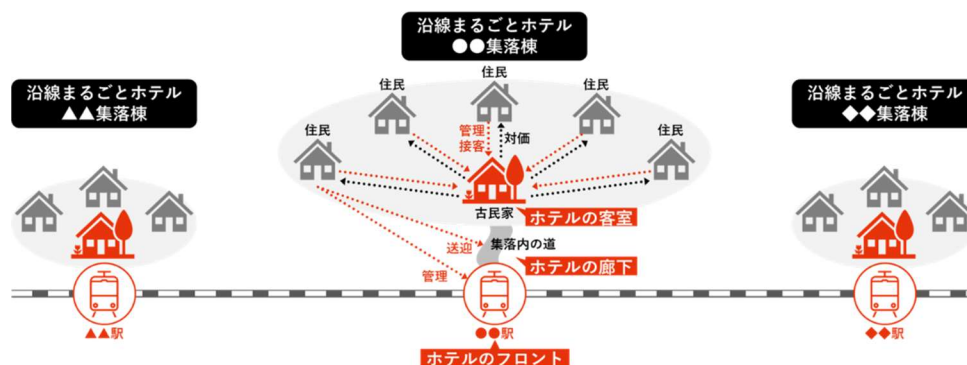 沿線まるごとホテル
●●集落棟
沿線まるごとホテル
▲▲集落棟
沿線まるごとホテル
◆◆集落棟
住民
住民
住民
住民
住民
管理
接客
対価
古民家
ホテルの客室
送迎
集落内の道
ホテルの廊下
管理
▲▲駅
●●駅
◆◆駅
ホテルのフロント